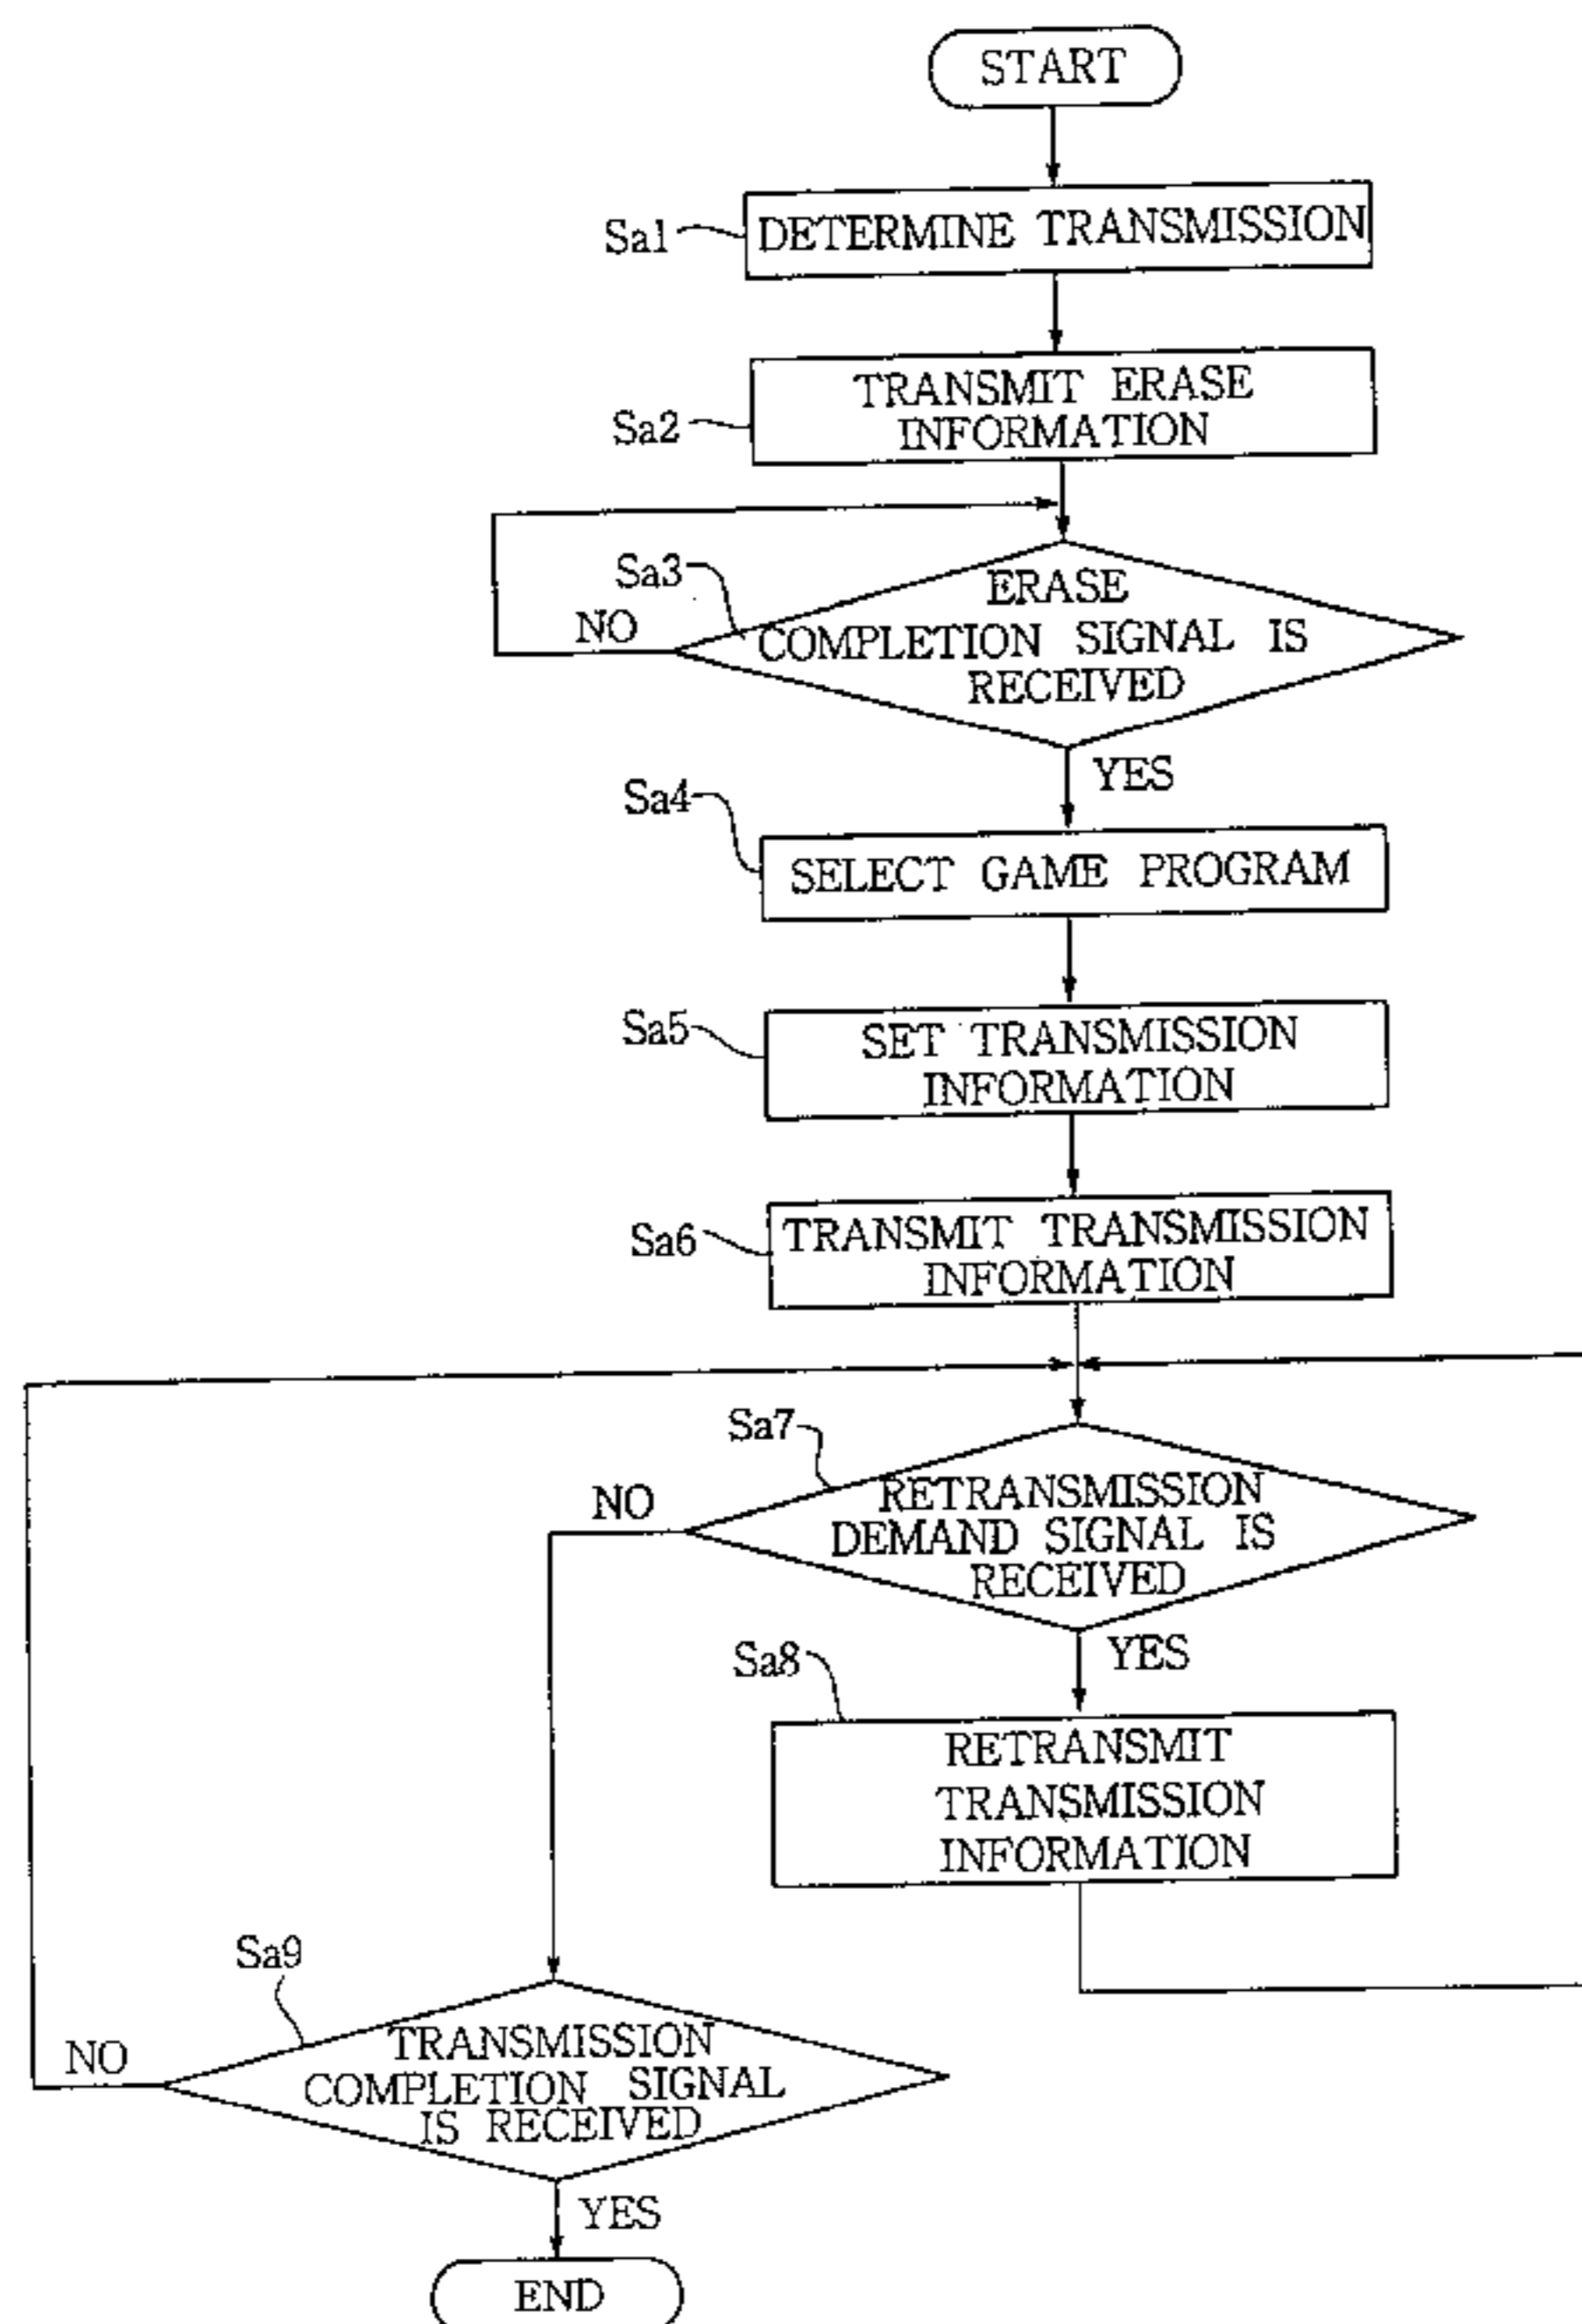 START
Sa1
DETERMINE TRANSMISSION
Sa2
TRANSMIT ERASE
INFORMATION
Sa3
ERASE
COMPLETION SIGNAL IS
RECEIVED
NO
YES
Sa4
SELECT GAME PROGRAM
Sa5
SET TRANSMISSION
INFORMATION
Sa6
TRANSMIT TRANSMISSION
INFORMATION
Sa7
RETRANSMISSION
DEMAND SIGNAL IS
RECEIVED
NO
YES
Sa8
RETRANSMIT
TRANSMISSION
INFORMATION
Sa9
TRANSMISSION
COMPLETION SIGNAL
IS RECEIVED
NO
YES
END